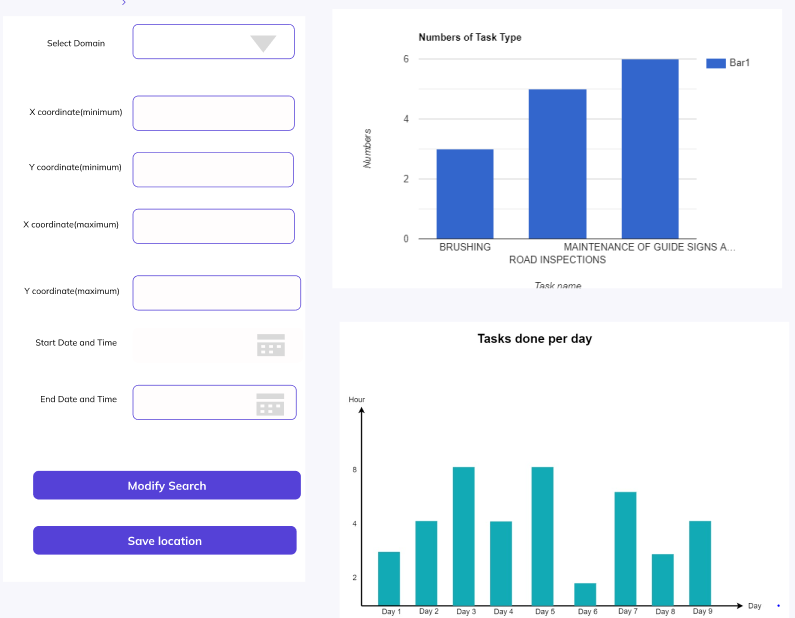 Select Domain
X coordinate(minimum)
Y coordinate(minimum)
X coordinate(maximum)
Y coordinate(maximum)
Start Date and Time
End Date and Time
Modify Search
Save location
Numbers of Task Type
Numbers
6
4
2
0
Bar1
BRUSHING
MAINTENANCE OF GUIDE SIGNS A...
ROAD INSPECTIONS
Task name
Tasks done per day
Hour
8
4
2
Day 1 Day 2 Day 3 Day 4 Day 5 Day 6 Day 7 Day 8 Day 9
Day